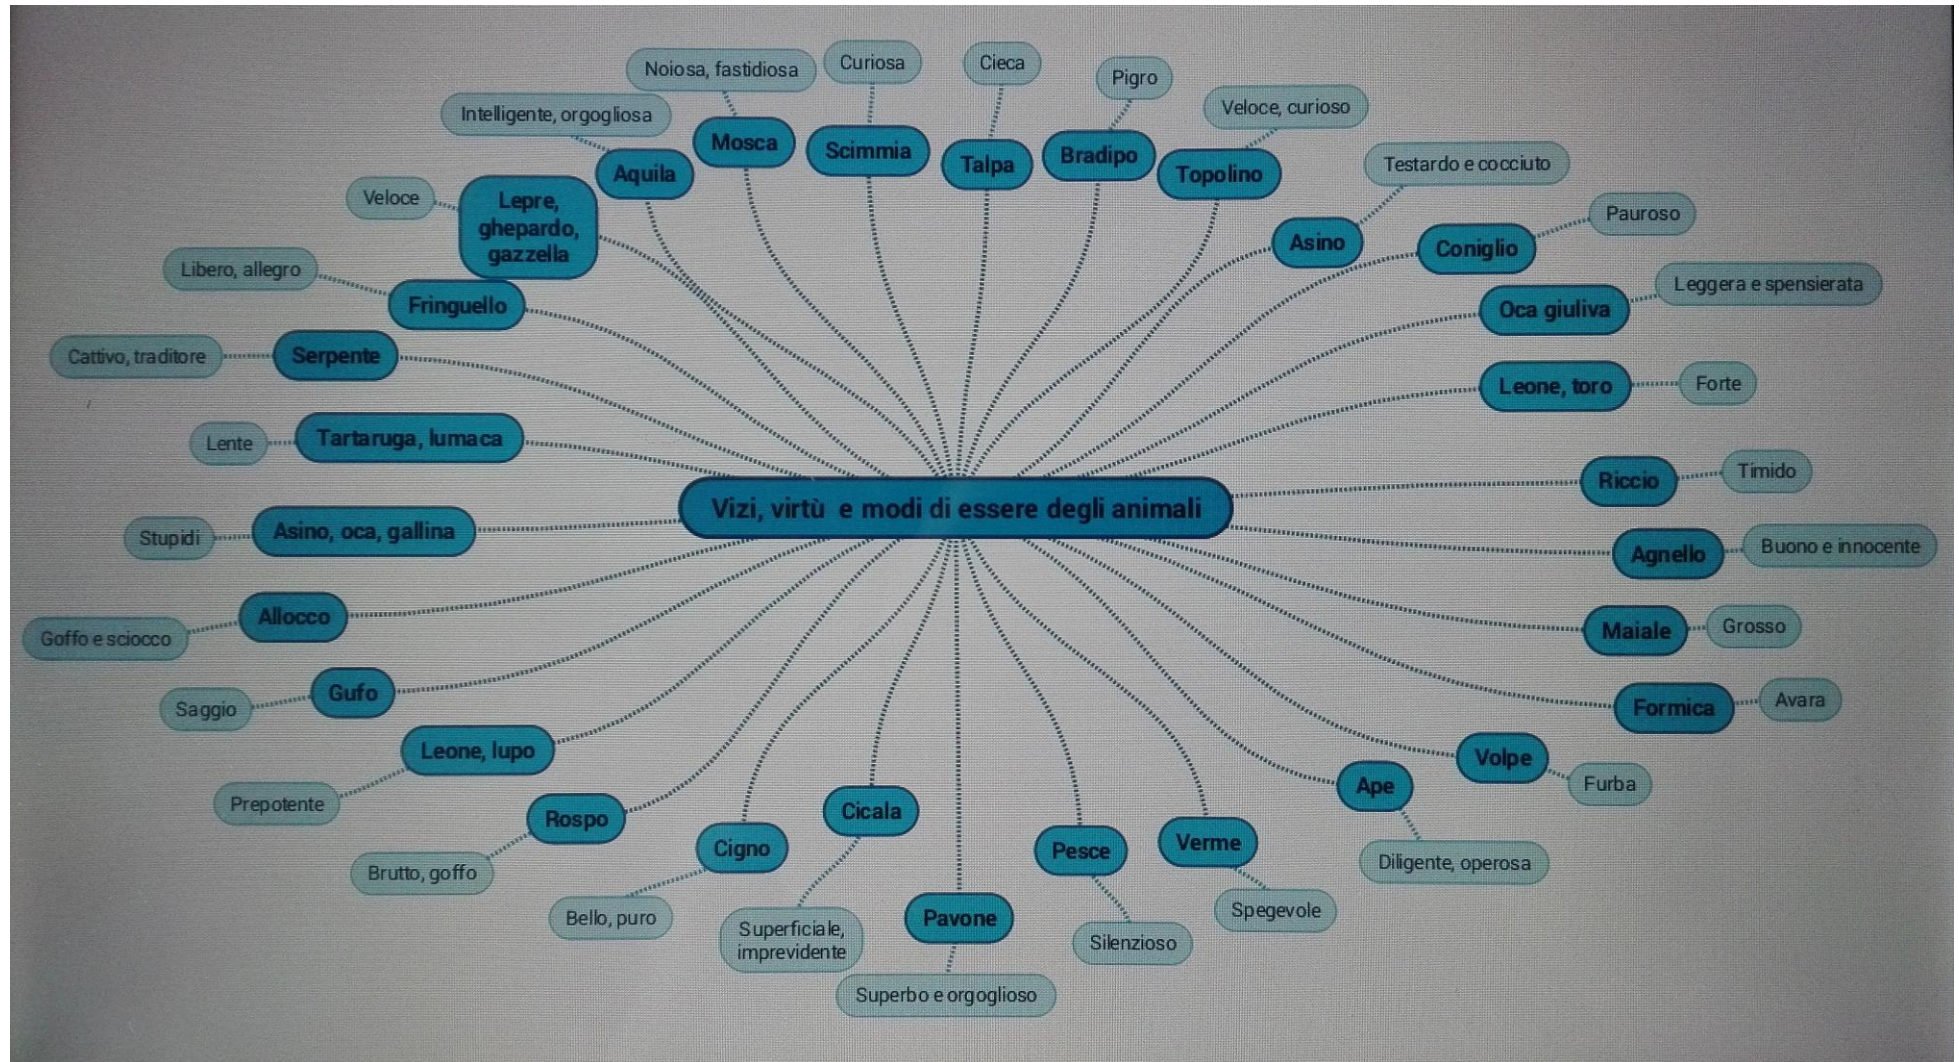 Vizi, virtù e modi di essere degli animali
Noiosa, fastidiosa
Mosca
Curiosa
Scimmia
Cieca
Talpa
Pigro
Bradipo
Veloce, curioso
Topolino
Testardo e cocciuto
Asino
Pauroso
Coniglio
Leggera e spensierata
Oca giuliva
Leone, toro
Forte
Riccio
Timido
Agnello
Buono e innocente
Maiale
Grosso
Formica
Avara
Volpe
Furba
Ape
Diligente, operosa
Verme
Spegevole
Pesce
Silenzioso
Pavone
Superbo e orgoglioso
Cicala
Superficiale,
imprevidente
Cigno
Bello, puro
Rospo
Brutto, goffo
Leone, lupo
Prepotente
Gufo
Saggio
Allocco
Goffo e sciocco
Asino, oca, gallina
Stupidi
Tartaruga, lumaca
Lente
Serpente
Cattivo, traditore
Fringuello
Libero, allegro
Lepre,
ghepardo,
gazzella
Veloce
Aquila
Intelligente, orgogliosa